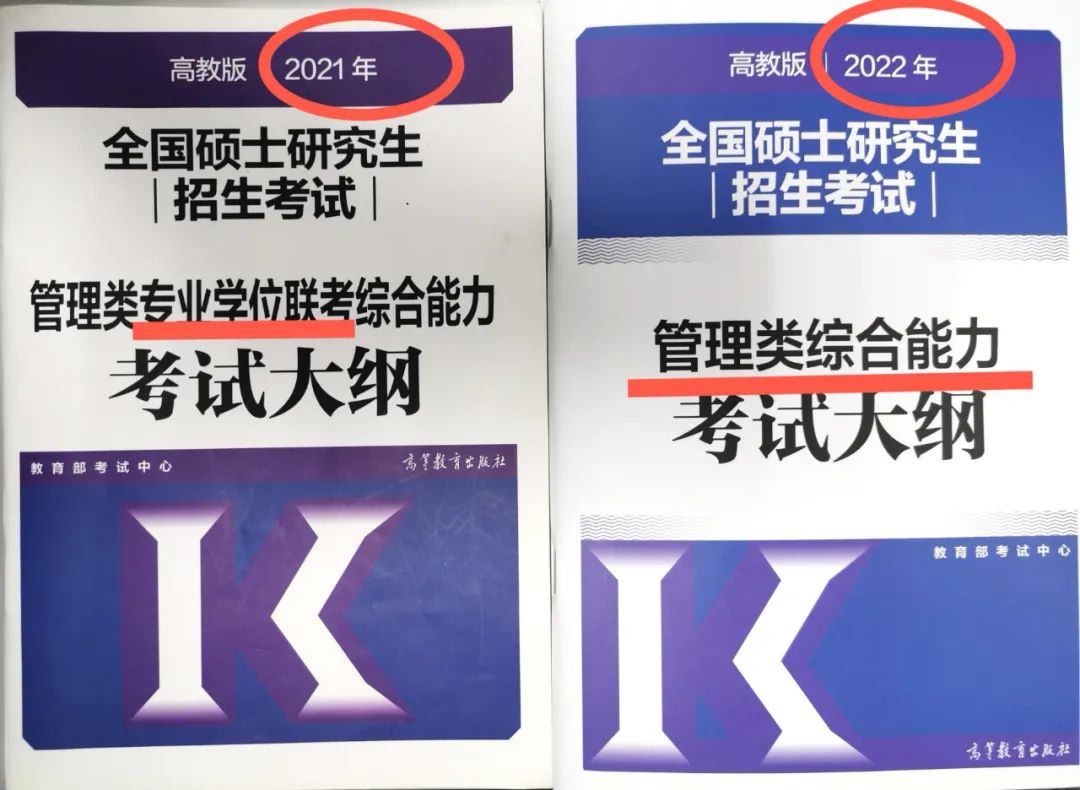 高教版 2021年
全国硕士研究生
招生考试
管理类专业学位联考综合能力
考试大纲
教育部考试中心
高等教育出版社
高教版 2022年
全国硕士研究生
招生考试
管理类综合能力
考试大纲
教育部考试中心
高等教育出版社